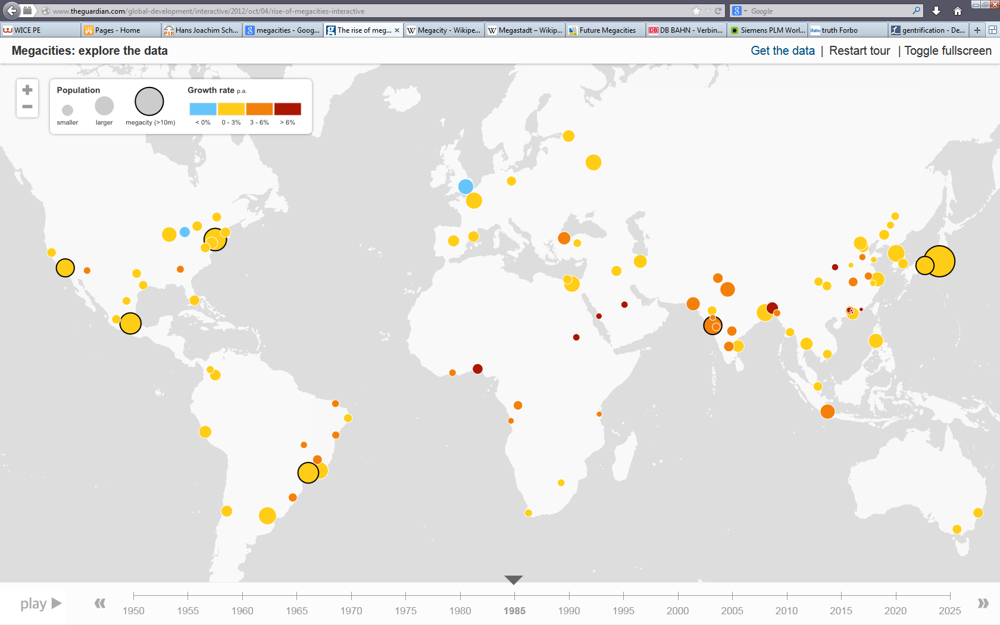 www.theguardian.com/global-development/interactive/2012/oct/04/rise-of-megacities-interactive
Google
WICE PE
Pages - Home
Hans Joachim Sch...
megacities - Goog...
The rise of meg...
Megacity - Wikipe...
Megastadt – Wikip...
Future Megacities
DB BAHN - Verbin...
Siemens PLM Worl...
truth Forbo
gentrification - De...
Megacities: explore the data
Get the data | Restart tour | Toggle fullscreen
Population
Growth rate p.a.
smaller
larger
megacity (>10m)
< 0%
0 - 3%
3 - 6%
> 6%
play
1950 1955 1960 1965 1970 1975 1980 1985 1990 1995 2000 2005 2010 2015 2020 2025